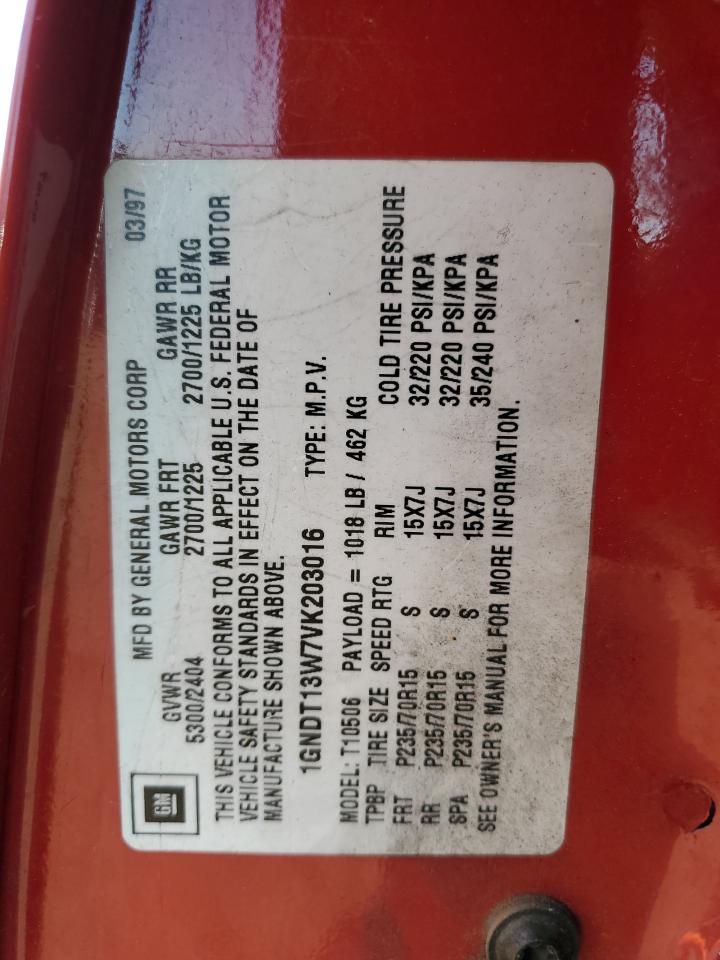 MFD BY GENERAL MOTORS CORP 03/97
GM
GVWR GAWR FRT GAWR RR
5300/2404 2700/1225 2700/1225 LB/KG
THIS VEHICLE CONFORMS TO ALL APPLICABLE U.S. FEDERAL MOTOR
VEHICLE SAFETY STANDARDS IN EFFECT ON THE DATE OF
MANUFACTURE SHOWN ABOVE.
1GNDT13W7VK203016 TYPE: M.P.V.
MODEL: T10506 PAYLOAD = 1018 LB / 462 KG
TPBP TIRE SIZE SPEED RTG RIM COLD TIRE PRESSURE
FRT P235/70R15 S 15X7J 32/220 PSI/KPA
RR P235/70R15 S 15X7J 32/220 PSI/KPA
SPA P235/70R15 S 15X7J 35/240 PSI/KPA
SEE OWNER'S MANUAL FOR MORE INFORMATION.